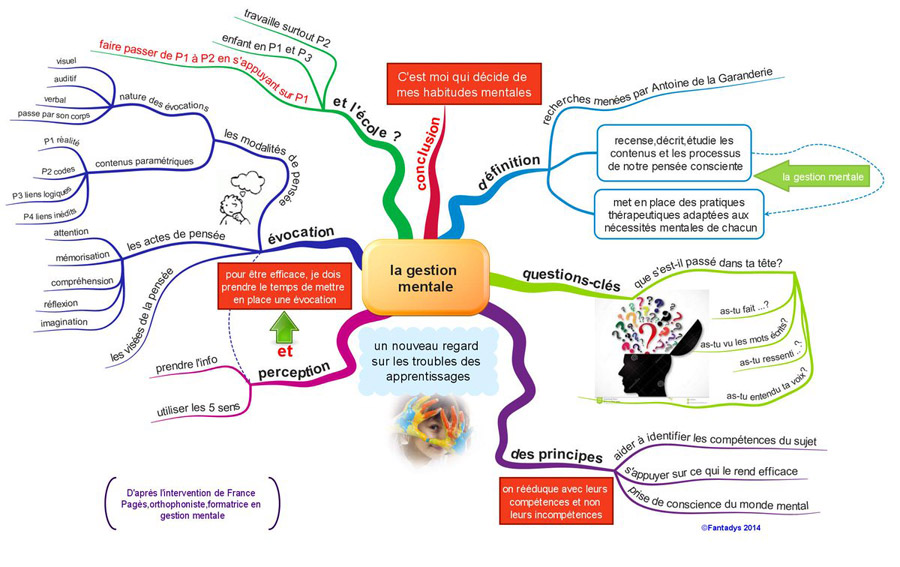 la gestion
mentale
un nouveau regard
sur les troubles des
apprentissages
définition
recherches menées par Antoine de la Garanderie
recense,décrit,étudie les
contenus et les processus
de notre pensée consciente
met en place des pratiques
thérapeutiques adaptées aux
nécessités mentales de chacun
la gestion mentale
questions-clés
que s'est-il passé dans ta tête?
as-tu fait ...?
as-tu vu les mots écrits?
as-tu ressenti ...?
as-tu entendu ta voix?
des principes
aider à identifier les compétences du sujet
s'appuyer sur ce qui le rend efficace
prise de conscience du monde mental
on rééduque avec leurs
compétences et non
leurs incompétences
©Fantadys 2014
perception
prendre l'info
utiliser les 5 sens
et
pour être efficace, je dois
prendre le temps de mettre
en place une évocation
évocation
les modalités de pensée
nature des évocations
visuel
auditif
verbal
passe par son corps
contenus paramétriques
P1 réalité
P2 codes
P3 liens logiques
P4 liens inédits
les actes de pensée
attention
mémorisation
compréhension
réflexion
imagination
les visées de la pensée
et l'école ?
travaille surtout P2
enfant en P1 et P3
faire passer de P1 à P2 en s'appuyant sur P1
conclusion
C'est moi qui décide de
mes habitudes mentales
D'après l'intervention de France
Pagès,orthophoniste,formatrice en
gestion mentale